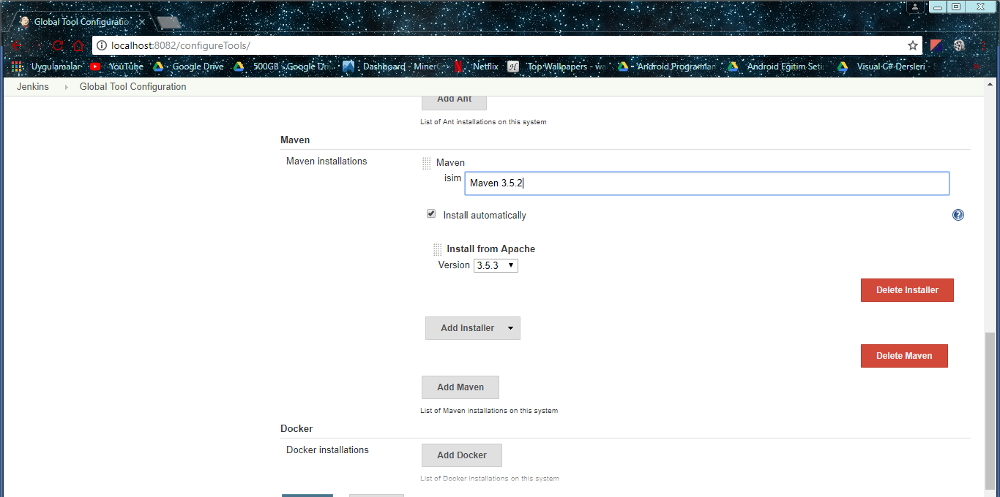 Global Tool Configuratio
localhost:8082/configureTools/
Uygulamalar YouTube Google Drive 500GB - Google Dri Dashboard - MinerG Netflix Top Wallpapers - wa Android Programlam Android Eğitim Seti Visual C# Dersleri - S
Jenkins Global Tool Configuration
Add Ant
List of Ant installations on this system
Maven
Maven installations Maven
isim Maven 3.5.2
Install automatically
Install from Apache
Version 3.5.3
Delete Installer
Add Installer
Delete Maven
Add Maven
List of Maven installations on this system
Docker
Docker installations Add Docker
List of Docker installations on this system